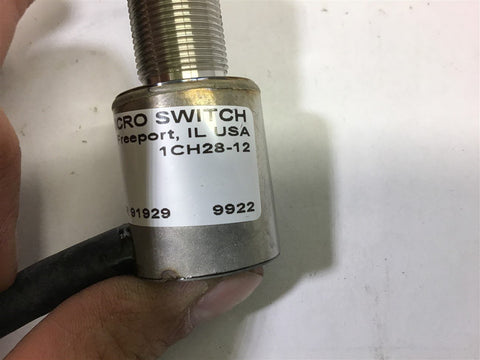 CRO SWITCH
Freeport, IL USA
1CH28-12
91929 9922